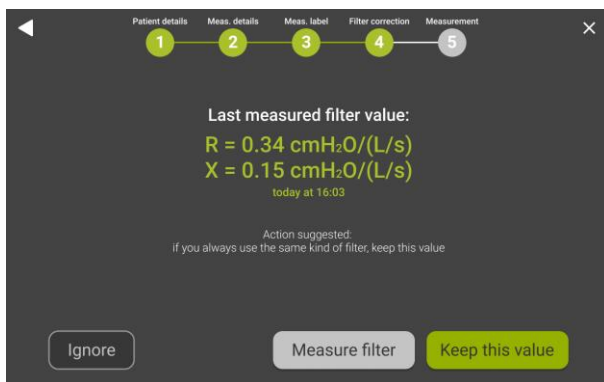 Patient details Meas. details Meas. label Filter correction Measurement
1 2 3 4 5
Last measured filter value:
R = 0.34 cmH₂O/(L/s)
X = 0.15 cmH₂O/(L/s)
today at 16:03
Action suggested:
if you always use the same kind of filter, keep this value
Ignore Measure filter Keep this value